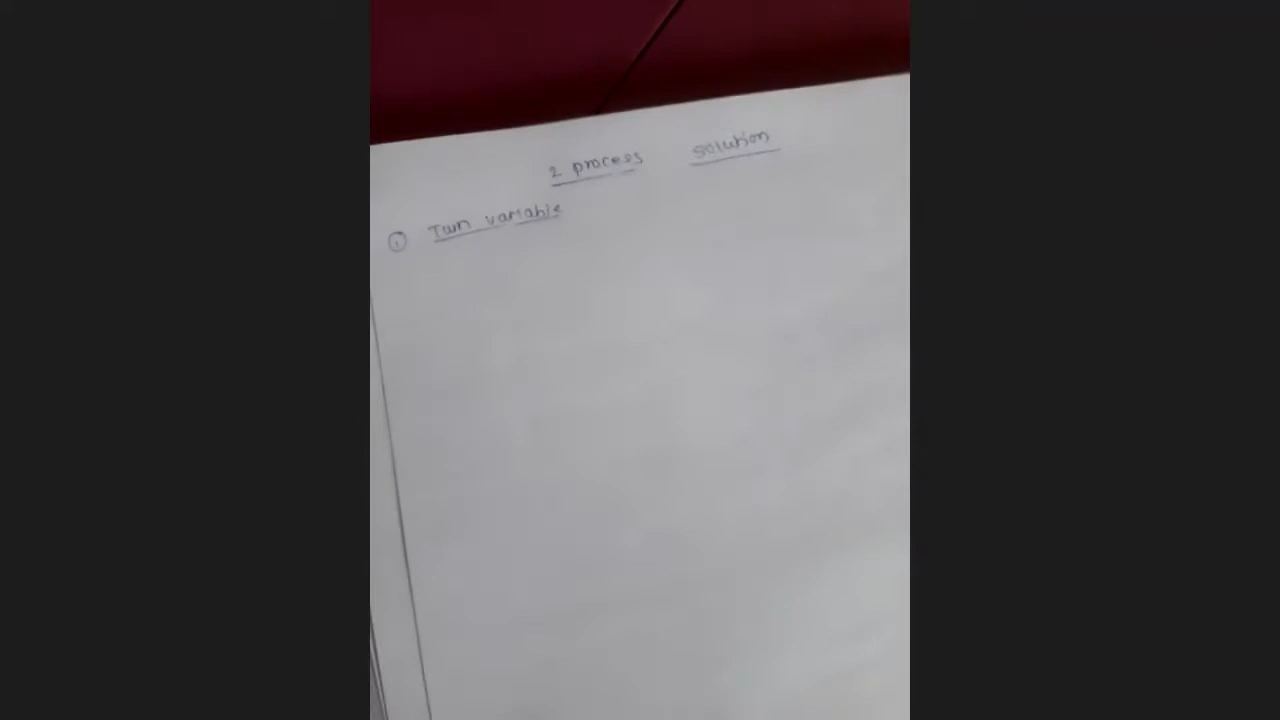 2 process solution
① Turn variable